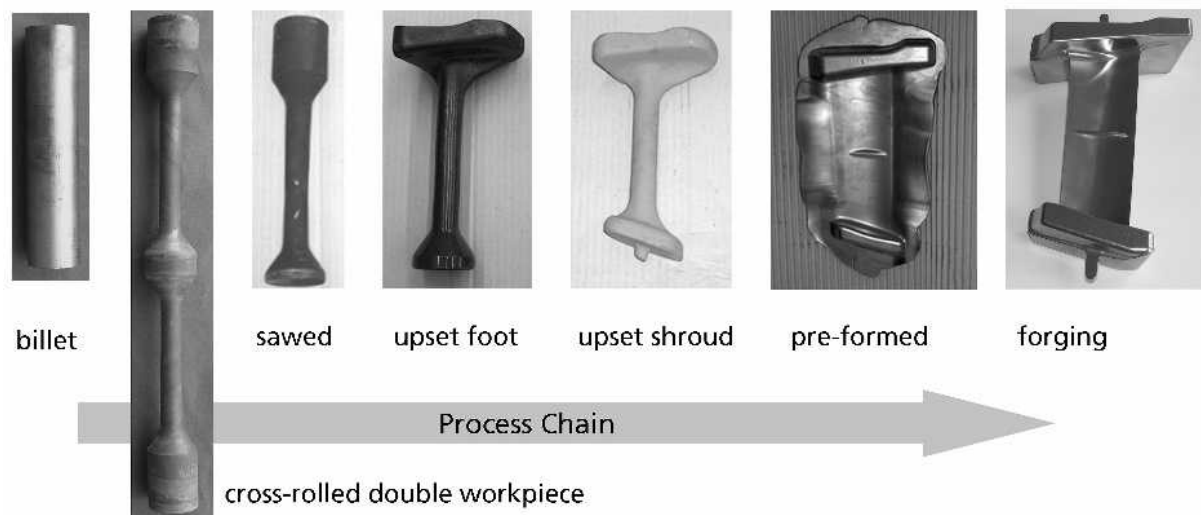 billet
sawed
upset foot
upset shroud
pre-formed
forging
Process Chain
cross-rolled double workpiece